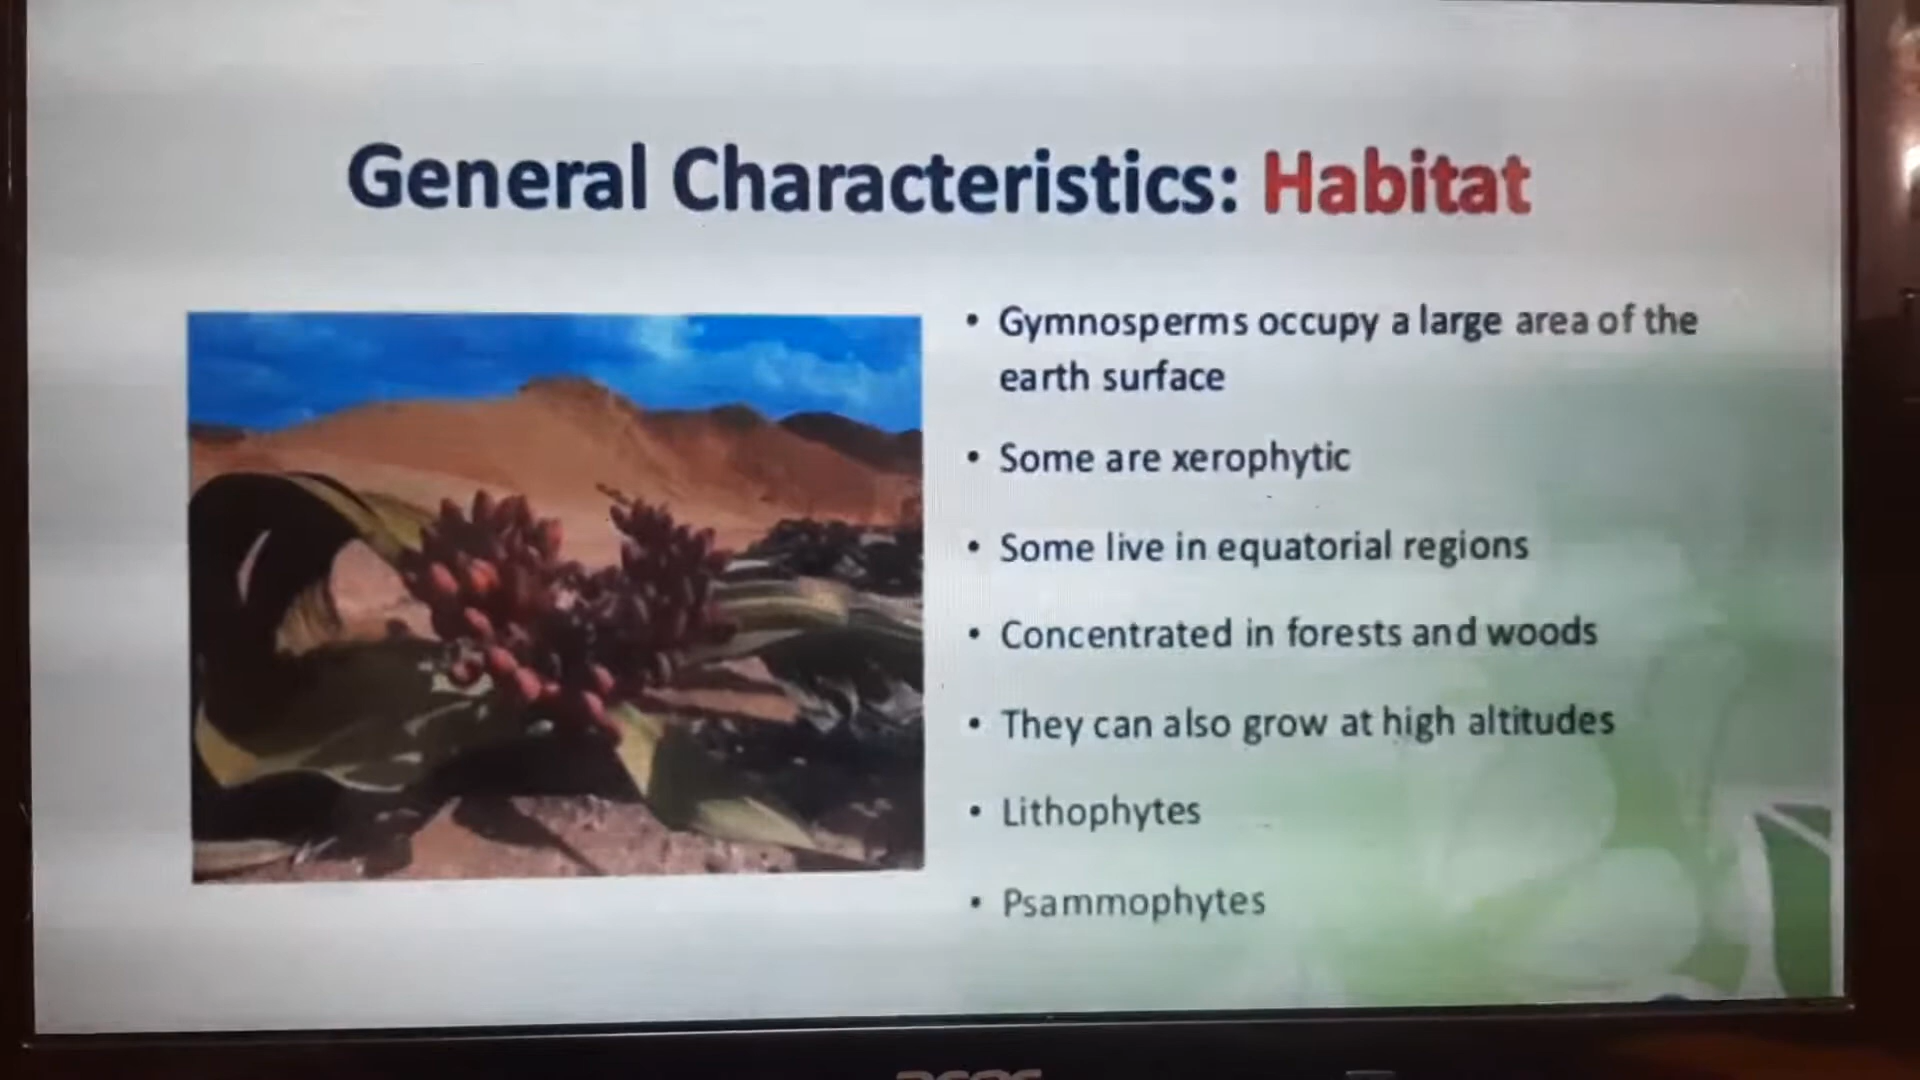 General Characteristics: Habitat
• Gymnosperms occupy a large area of the
earth surface
• Some are xerophytic
• Some live in equatorial regions
• Concentrated in forests and woods
• They can also grow at high altitudes
• Lithophytes
• Psammophytes